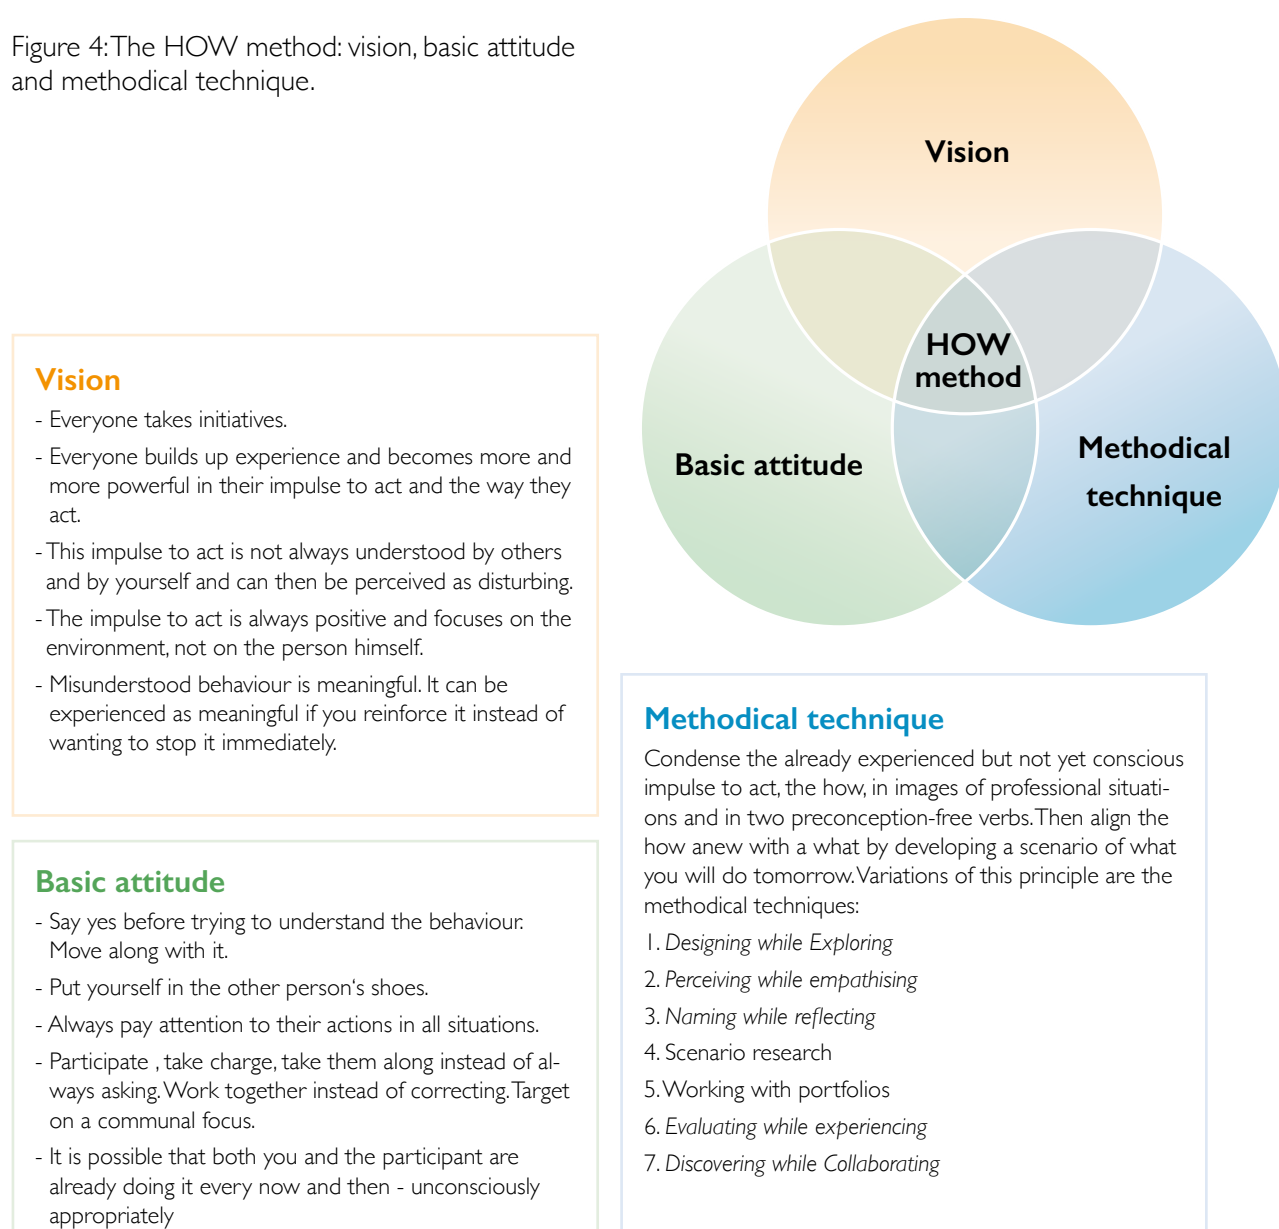 Figure 4: The HOW method: vision, basic attitude
and methodical technique.
Vision
HOW
method
Basic attitude
Methodical
technique
Vision
- Everyone takes initiatives.
- Everyone builds up experience and becomes more and
more powerful in their impulse to act and the way they
act.
- This impulse to act is not always understood by others
and by yourself and can then be perceived as disturbing.
- The impulse to act is always positive and focuses on the
environment, not on the person himself.
- Misunderstood behaviour is meaningful. It can be
experienced as meaningful if you reinforce it instead of
wanting to stop it immediately.
Basic attitude
- Say yes before trying to understand the behaviour.
Move along with it.
- Put yourself in the other person‘s shoes.
- Always pay attention to their actions in all situations.
- Participate , take charge, take them along instead of al-
ways asking. Work together instead of correcting. Target
on a communal focus.
- It is possible that both you and the participant are
already doing it every now and then - unconsciously
appropriately
Methodical technique
Condense the already experienced but not yet conscious
impulse to act, the how, in images of professional situati-
ons and in two preconception-free verbs. Then align the
how anew with a what by developing a scenario of what
you will do tomorrow. Variations of this principle are the
methodical techniques:
1. Designing while Exploring
2. Perceiving while empathising
3. Naming while reflecting
4. Scenario research
5. Working with portfolios
6. Evaluating while experiencing
7. Discovering while Collaborating